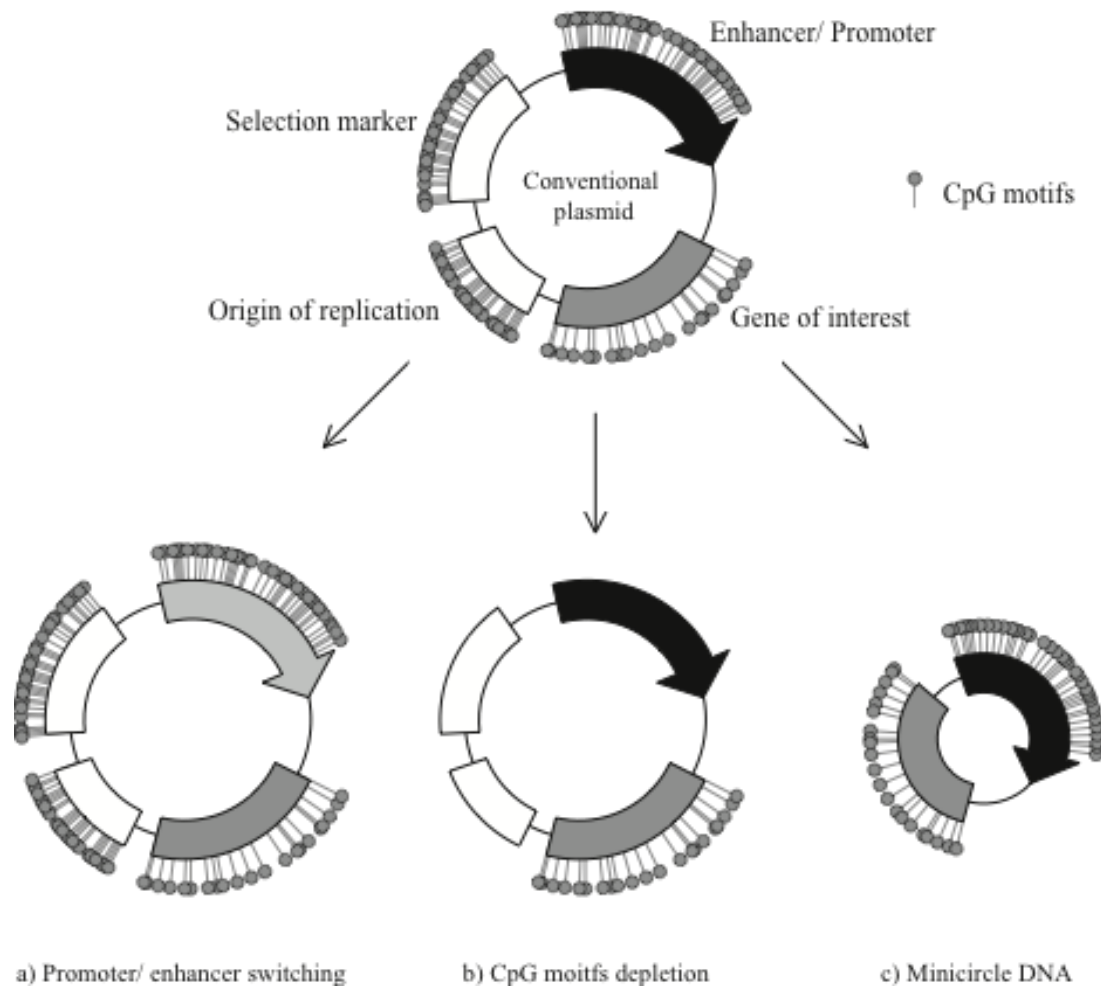 Enhancer/ Promoter
Selection marker
Conventional
plasmid
CpG motifs
Origin of replication
Gene of interest
a) Promoter/ enhancer switching
b) CpG moitfs depletion
c) Minicircle DNA